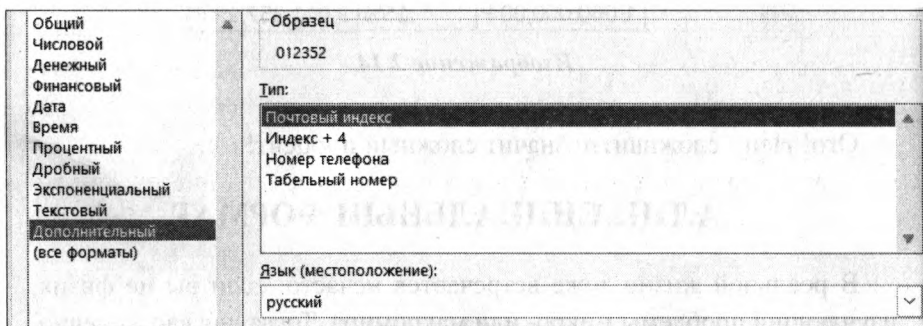 Общий
Числовой
Денежный
Финансовый
Дата
Время
Процентный
Дробный
Экспоненциальный
Текстовый
Дополнительный
(все форматы)
Образец
012352
Тип:
Почтовый индекс
Индекс + 4
Номер телефона
Табельный номер
Язык (местоположение):
русский